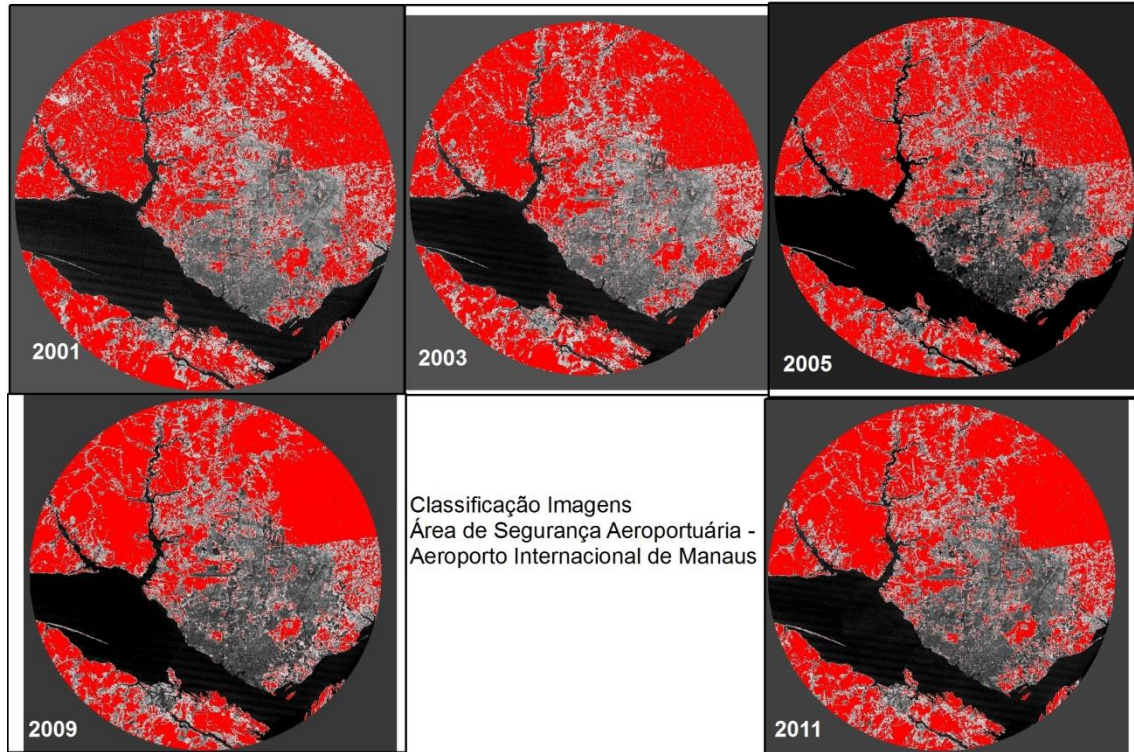 2001
2003
2005
2009
Classificação Imagens
Área de Segurança Aeroportuária -
Aeroporto Internacional de Manaus
2011